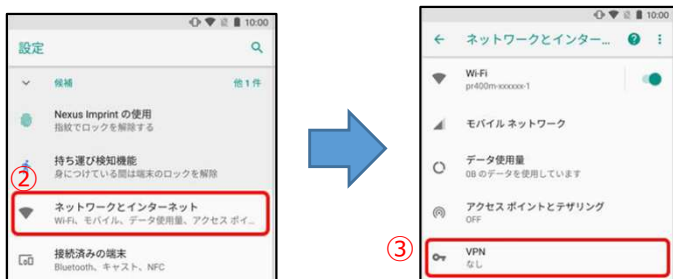 10:00
設定
候補
他1件
Nexus Imprint の使用
指紋でロックを解除する
持ち運び検知機能
身につけている間は端末のロックを解除
②
ネットワークとインターネット
Wi-Fi、モバイル、データ使用量、アクセス ポイ...
接続済みの端末
Bluetooth、キャスト、NFC
10:00
ネットワークとインター...
Wi-Fi
pr400m-xxxxxx-1
モバイル ネットワーク
データ使用量
0B のデータを使用しています
アクセス ポイントとテザリング
OFF
③
VPN
なし